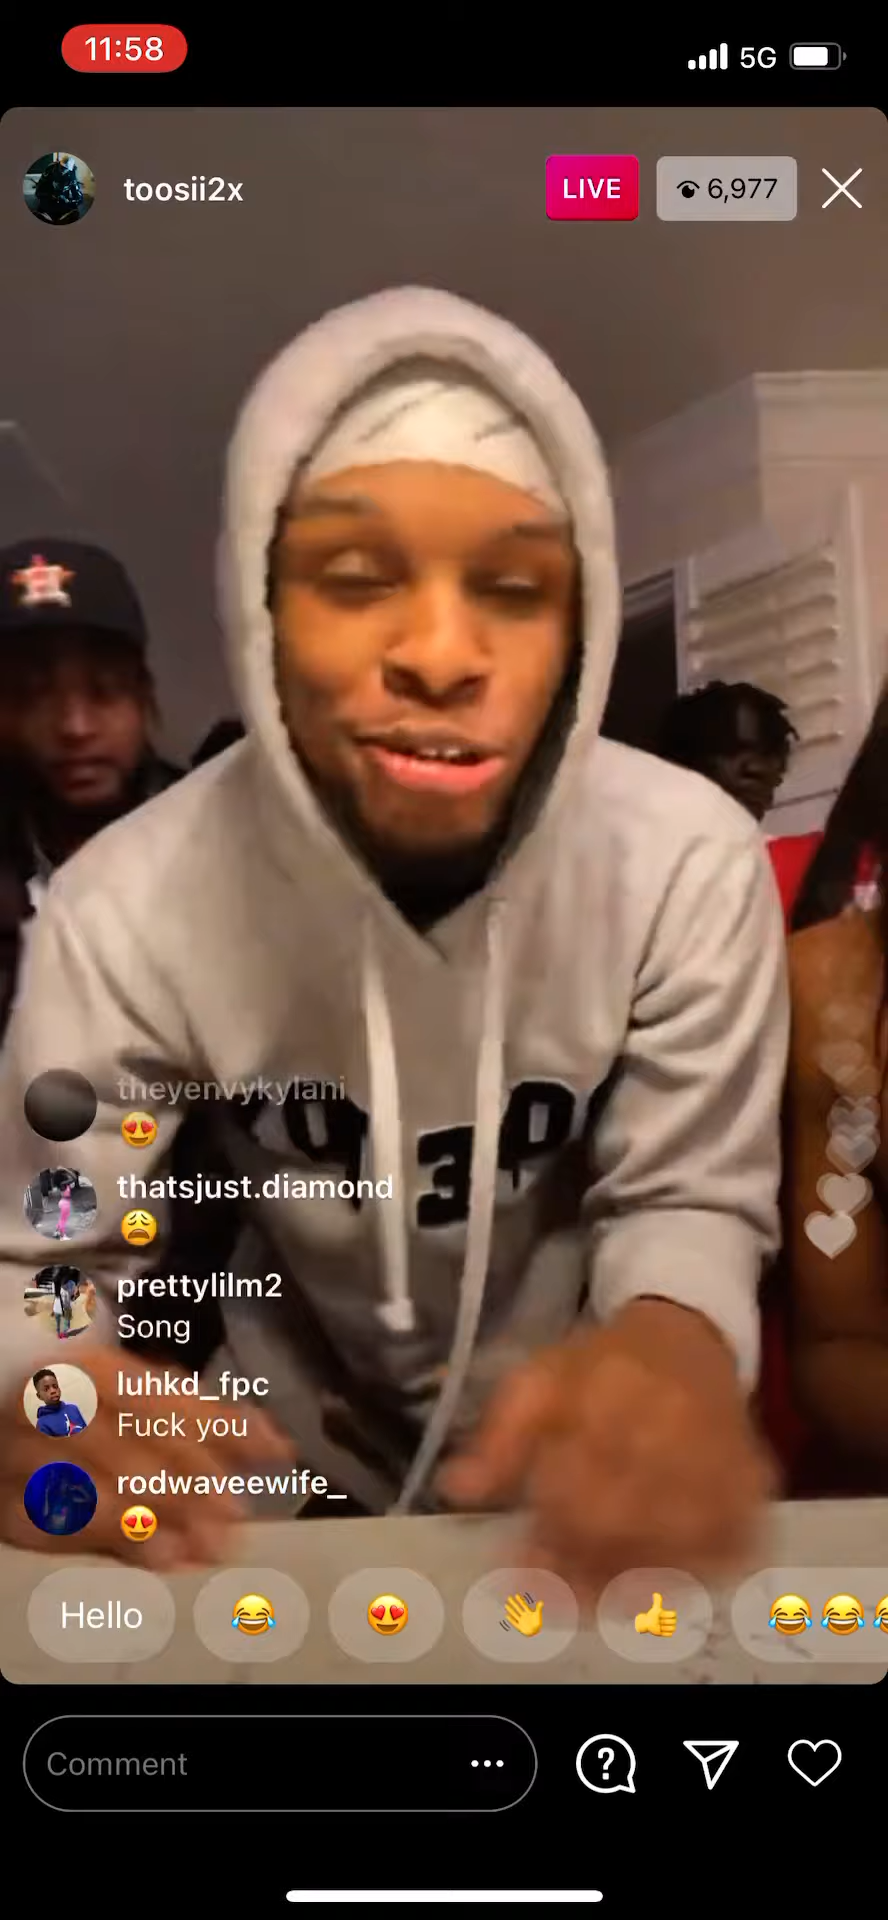 11:58
5G
toosii2x
LIVE
6,977
theyenvykylani
😍
thatsjust.diamond
😩
prettylilm2
Song
luhkd_fpc
Fuck you
rodwaveewife_
😍
Hello
😂
😍
👋
👍
😂😂
Comment